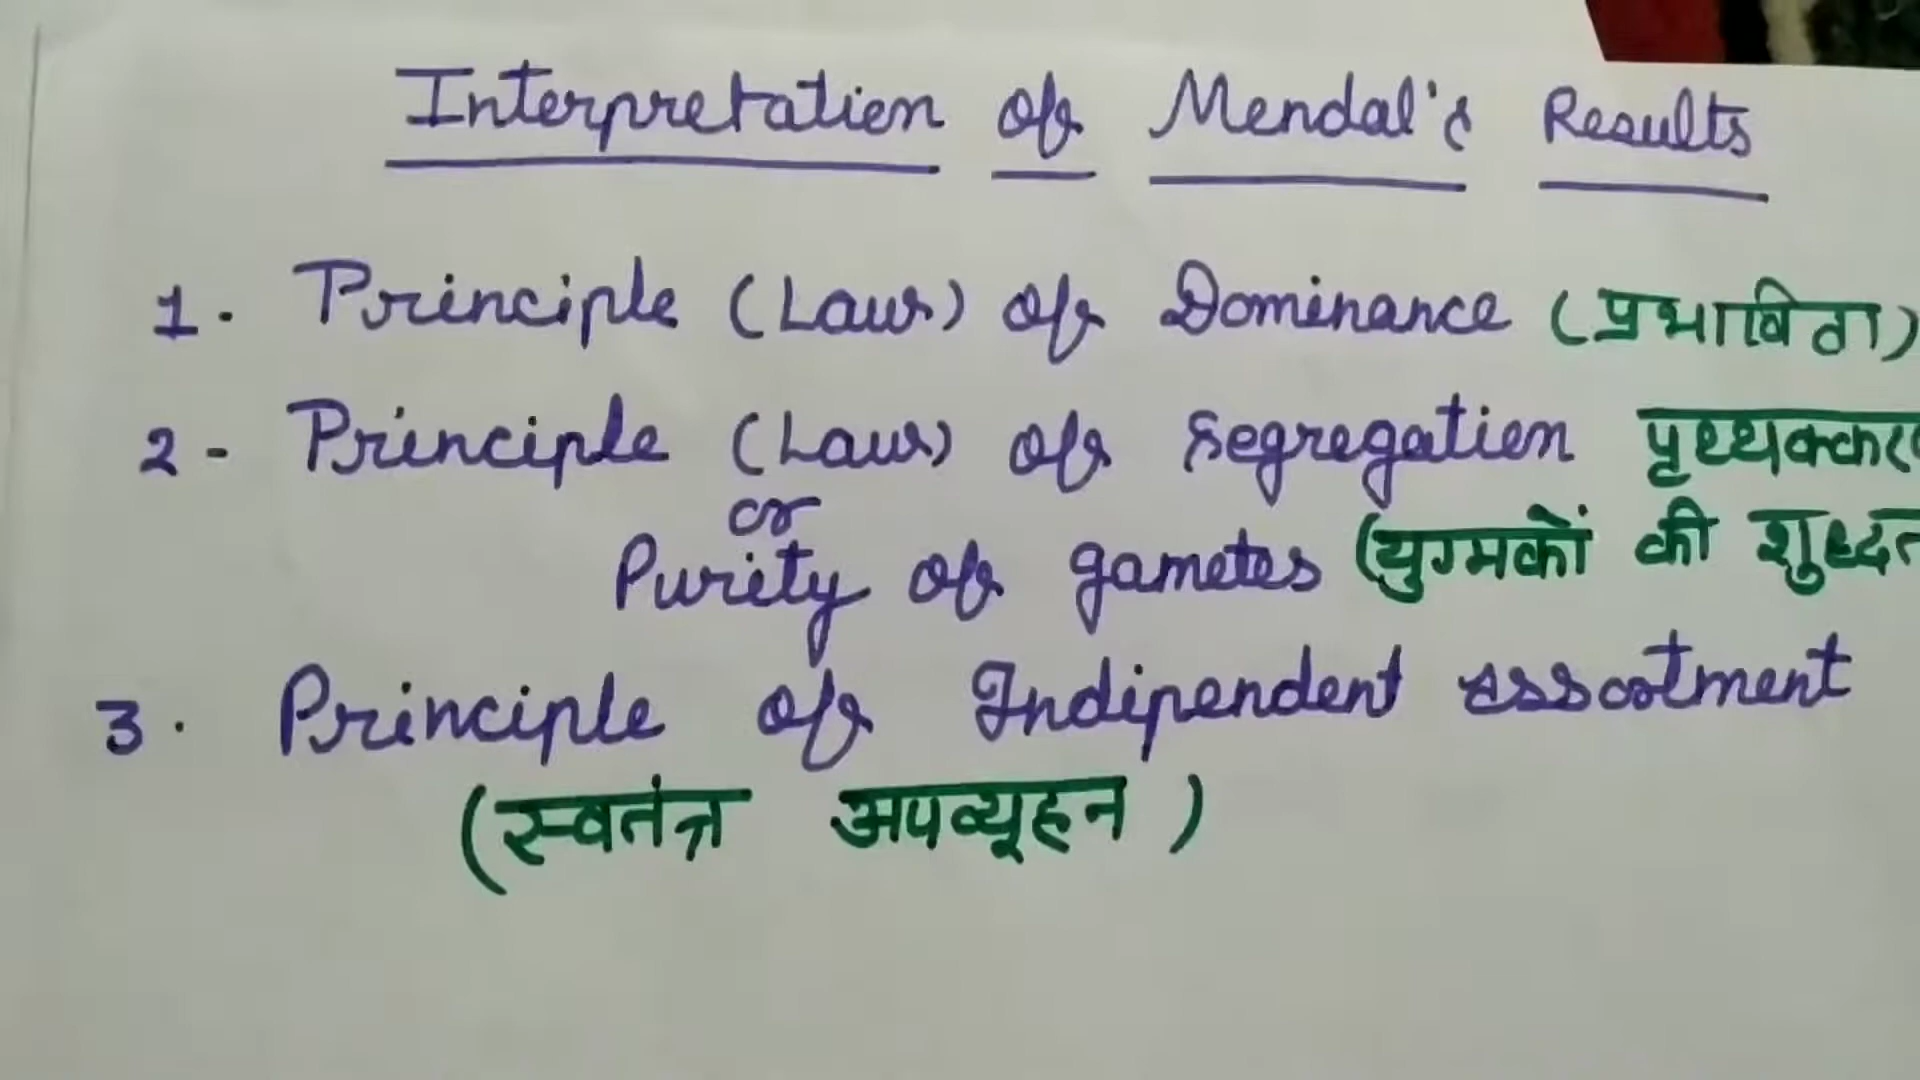 Interpretation of Mendal's Results
1. Principle (Law) of Dominance (प्रभाविता)
2 - Principle (Law) of Segregation
or
Purity of gametes (युग्मकों की
3. Principle of Indipendent assortment
(स्वतंत्र अपव्यूहन)